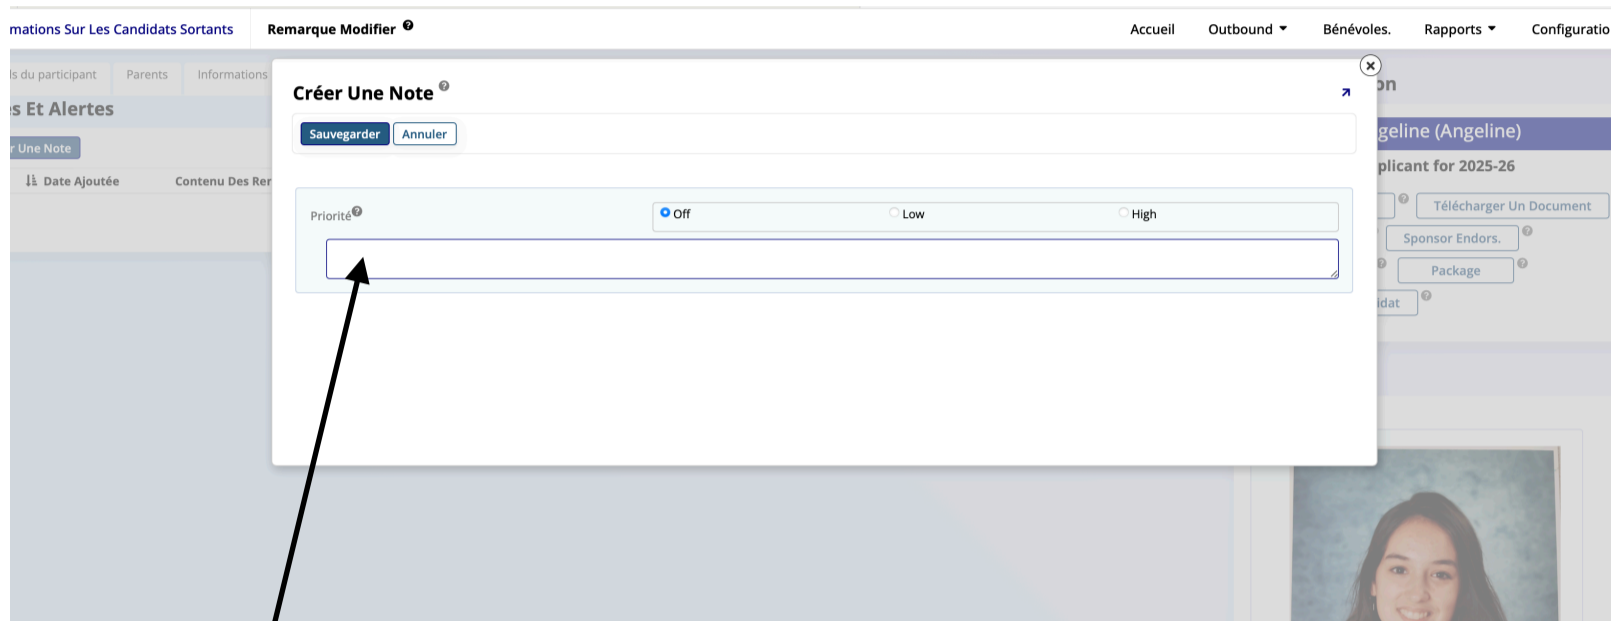 mations Sur Les Candidats Sortants Remarque Modifier Accueil Outbound Bénévoles. Rapports Configuratio
ls du participant Parents Informations
on
s Et Alertes
Créer Une Note
Sauvegarder Annuler
geline (Angeline)
r Une Note
plicant for 2025-26
Date Ajoutée Contenu Des Rer
Télécharger Un Document
Priorité Off Low High
Sponsor Endors.
Package
idat